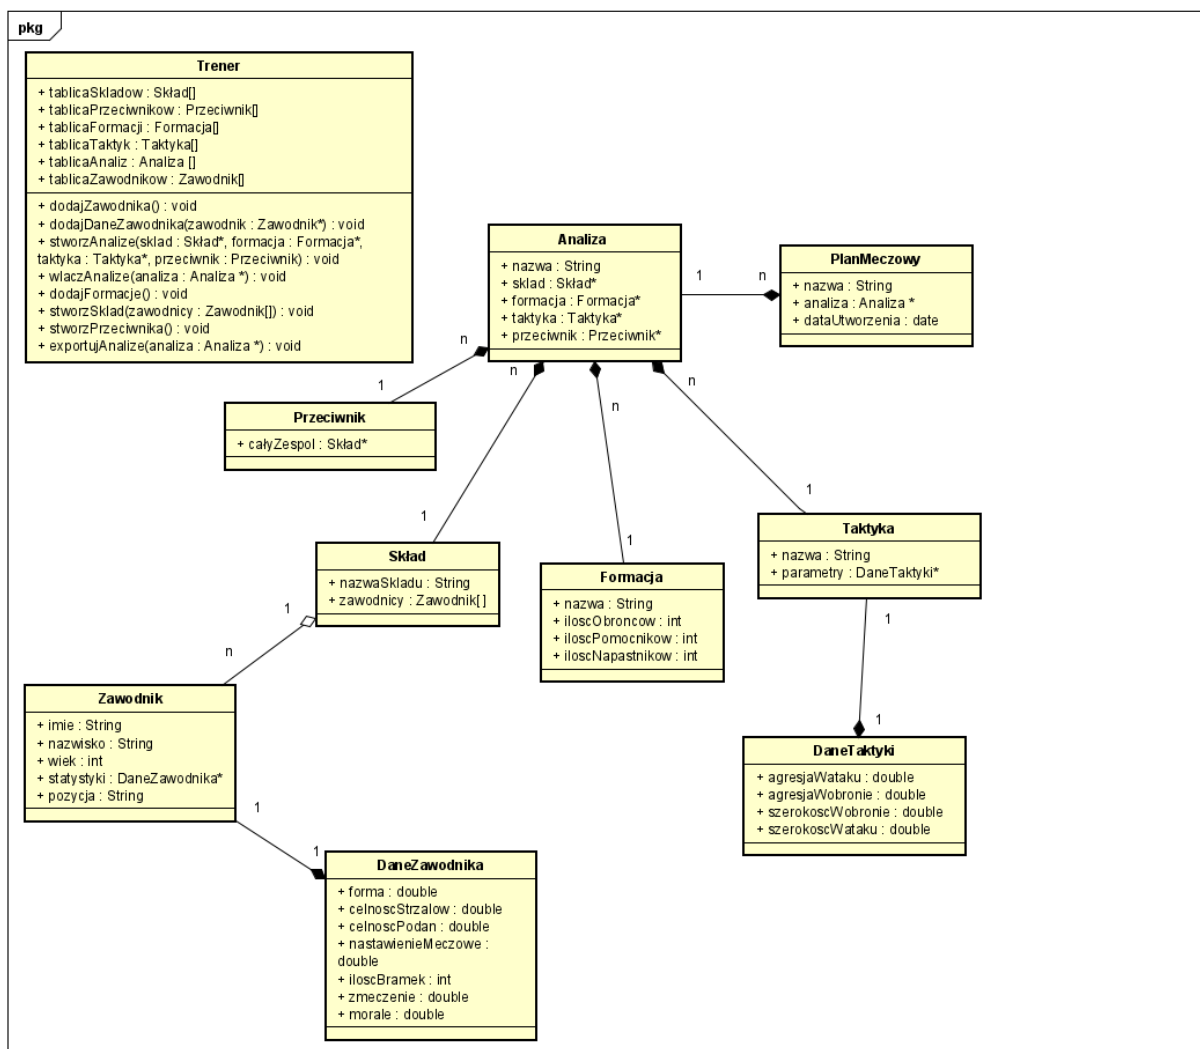 pkg
Trener
+ tablicaSkladow : Skład[]
+ tablicaPrzeciwnikow : Przeciwnik[]
+ tablicaFormacji : Formacja[]
+ tablicaTaktyk : Taktyka[]
+ tablicaAnaliz : Analiza []
+ tablicaZawodnikow : Zawodnik[]
+ dodajZawodnika() : void
+ dodajDaneZawodnika(zawodnik : Zawodnik*) : void
+ stworzAnalize(sklad : Skład*, formacja : Formacja*,
taktyka : Taktyka*, przeciwnik : Przeciwnik) : void
+ wlaczAnalize(analiza : Analiza *) : void
+ dodajFormacje() : void
+ stworzSklad(zawodnicy : Zawodnik[]) : void
+ stworzPrzeciwnika() : void
+ exportujAnalize(analiza : Analiza *) : void
Analiza
+ nazwa : String
+ sklad : Skład*
+ formacja : Formacja*
+ taktyka : Taktyka*
+ przeciwnik : Przeciwnik*
1
n
PlanMeczowy
+ nazwa : String
+ analiza : Analiza *
+ dataUtworzenia : date
n
1
n
n
n
Przeciwnik
+ całyZespol : Skład*
1
1
1
Skład
+ nazwaSkladu : String
+ zawodnicy : Zawodnik[ ]
Formacja
+ nazwa : String
+ iloscObroncow : int
+ iloscPomocnikow : int
+ iloscNapastnikow : int
Taktyka
+ nazwa : String
+ parametry : DaneTaktyki*
1
n
1
1
Zawodnik
+ imie : String
+ nazwisko : String
+ wiek : int
+ statystyki : DaneZawodnika*
+ pozycja : String
DaneTaktyki
+ agresjaWataku : double
+ agresjaWobronie : double
+ szerokoscWobronie : double
+ szerokoscWataku : double
1
1
DaneZawodnika
+ forma : double
+ celnoscStrzalow : double
+ celnoscPodan : double
+ nastawienieMeczowe :
double
+ iloscBramek : int
+ zmeczenie : double
+ morale : double